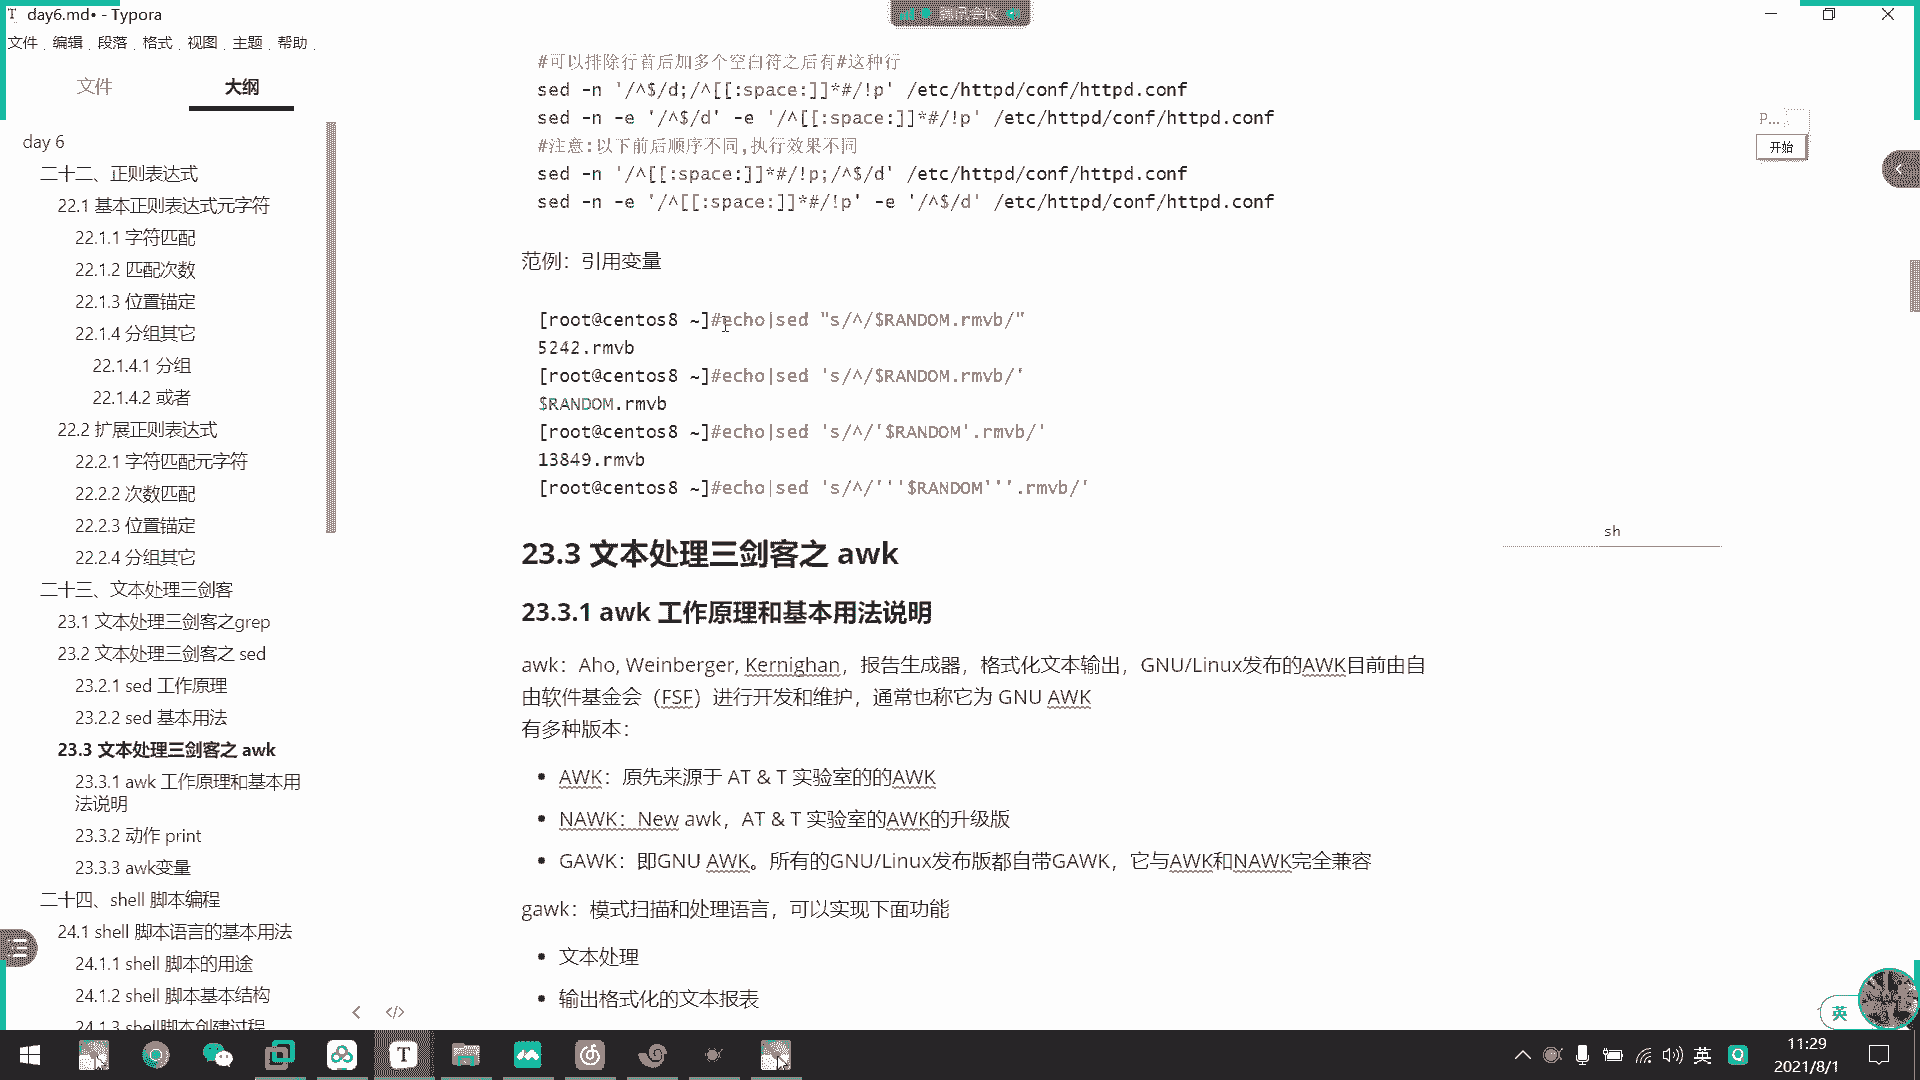 day6.md• - Typora
腾讯会议
文件 编辑 段落 格式 视图 主题 帮助
文件
大纲
day 6
二十二、正则表达式
22.1 基本正则表达式元字符
22.1.1 字符匹配
22.1.2 匹配次数
22.1.3 位置锚定
22.1.4 分组其它
22.1.4.1 分组
22.1.4.2 或者
22.2 扩展正则表达式
22.2.1 字符匹配元字符
22.2.2 次数匹配
22.2.3 位置锚定
22.2.4 分组其它
二十三、文本处理三剑客
23.1 文本处理三剑客之grep
23.2 文本处理三剑客之 sed
23.2.1 sed 工作原理
23.2.2 sed 基本用法
23.3 文本处理三剑客之 awk
23.3.1 awk 工作原理和基本用
法说明
23.3.2 动作 print
23.3.3 awk变量
二十四、shell 脚本编程
24.1 shell 脚本语言的基本用法
24.1.1 shell 脚本的用途
24.1.2 shell 脚本基本结构
24.1.3 shell脚本创建过程
#可以排除行首后加多个空白符之后有#这种行
sed -n '/^$/d;/^[[:space:]]*#/!p' /etc/httpd/conf/httpd.conf
sed -n -e '/^$/d' -e '/^[[:space:]]*#/!p' /etc/httpd/conf/httpd.conf
#注意:以下前后顺序不同,执行效果不同
sed -n '/^[[:space:]]*#/!p;/^$/d' /etc/httpd/conf/httpd.conf
sed -n -e '/^[[:space:]]*#/!p' -e '/^$/d' /etc/httpd/conf/httpd.conf
范例：引用变量
[root@centos8 ~]#echo|sed "s/^/$RANDOM.rmvb/"
5242.rmvb
[root@centos8 ~]#echo|sed 's/^/$RANDOM.rmvb/'
$RANDOM.rmvb
[root@centos8 ~]#echo|sed 's/^/'$RANDOM'.rmvb/'
13849.rmvb
[root@centos8 ~]#echo|sed 's/^/'''$RANDOM'''.rmvb/'
23.3 文本处理三剑客之 awk
23.3.1 awk 工作原理和基本用法说明
awk：Aho, Weinberger, Kernighan，报告生成器，格式化文本输出，GNU/Linux发布的AWK目前由自
由软件基金会（FSF）进行开发和维护，通常也称它为 GNU AWK
有多种版本：
• AWK：原先来源于 AT & T 实验室的的AWK
• NAWK：New awk，AT & T 实验室的AWK的升级版
• GAWK：即GNU AWK。所有的GNU/Linux发布版都自带GAWK，它与AWK和NAWK完全兼容
gawk：模式扫描和处理语言，可以实现下面功能
• 文本处理
• 输出格式化的文本报表
P...
开始
sh
英
英
11:29
2021/8/1